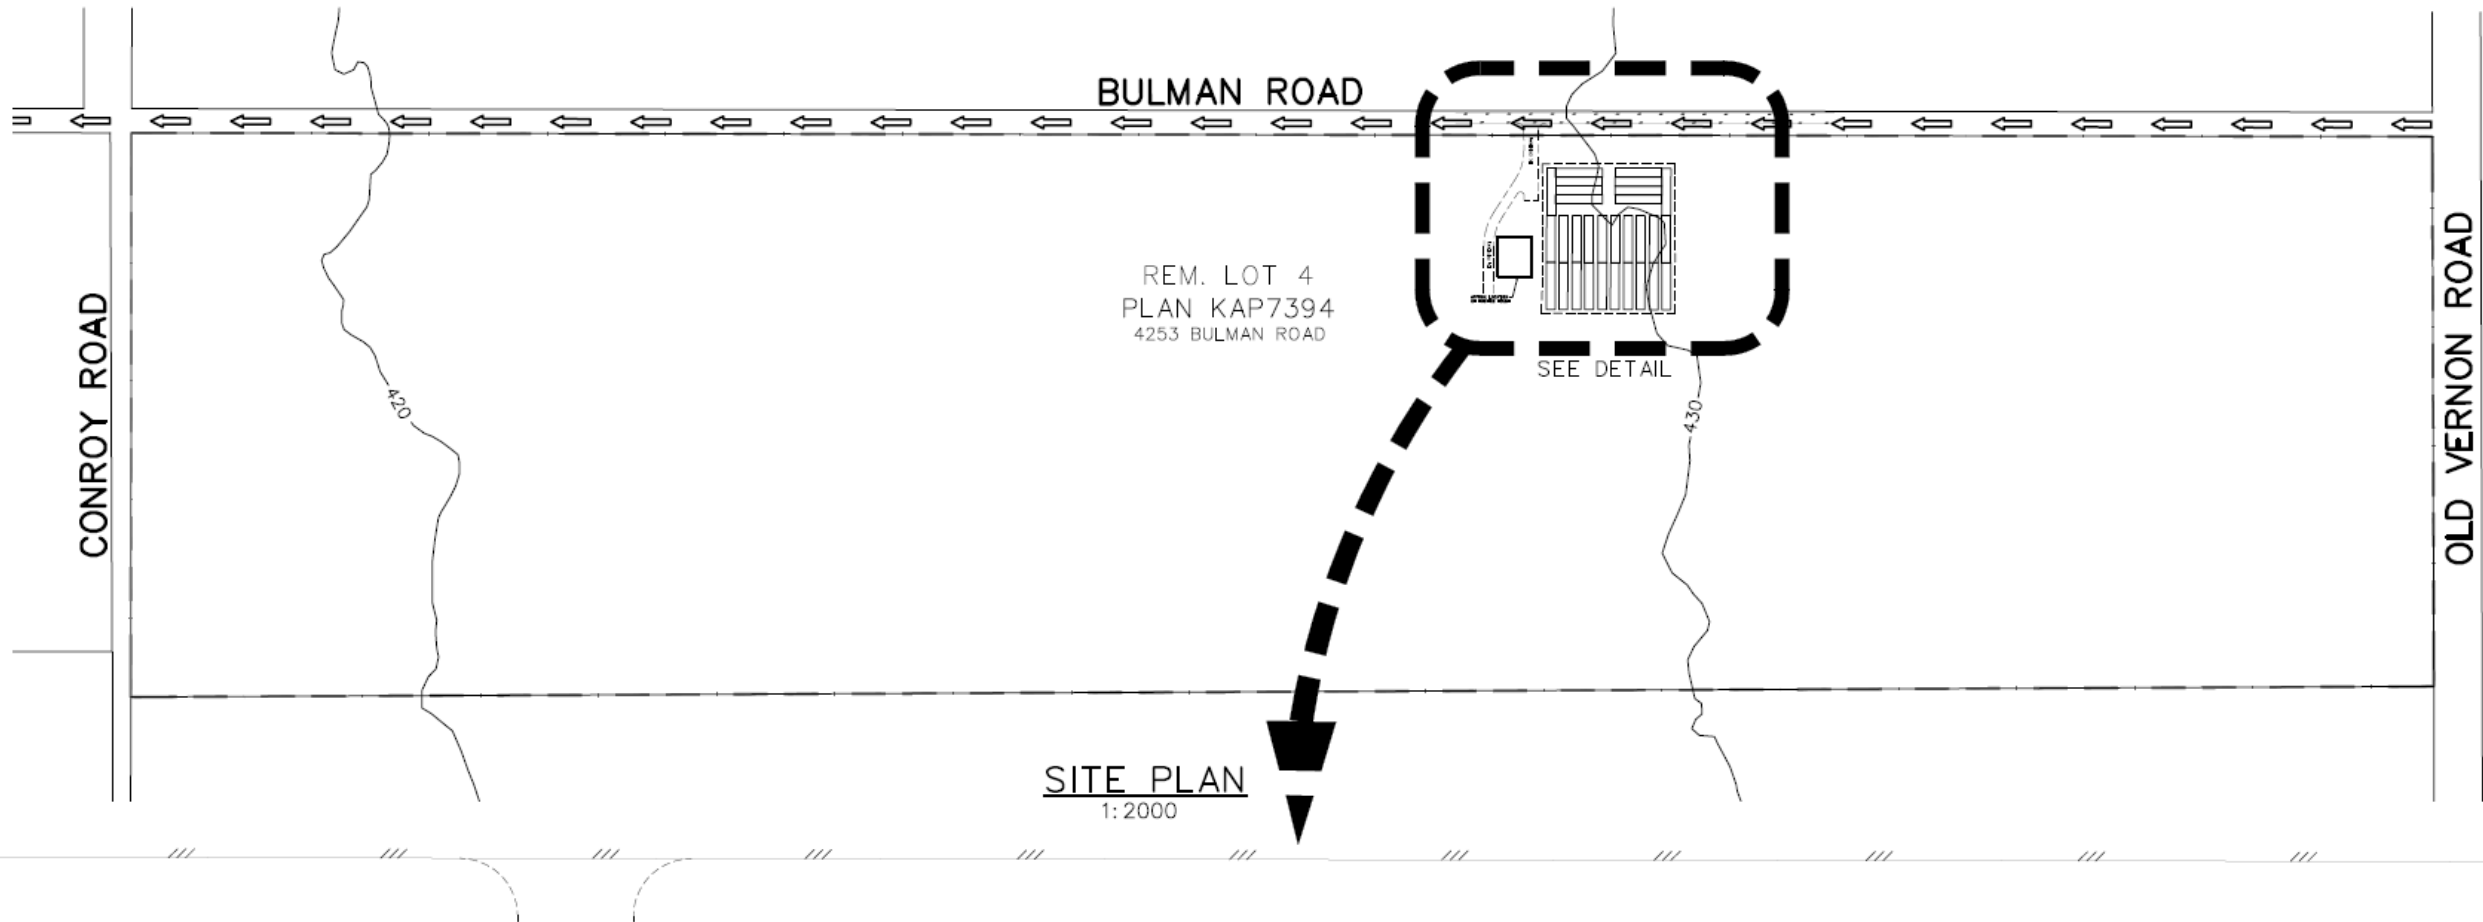 BULMAN ROAD
REM. LOT 4
PLAN KAP7394
4253 BULMAN ROAD
SEE DETAIL
CONROY ROAD
OLD VERNON ROAD
420
430
SITE PLAN
1:2000